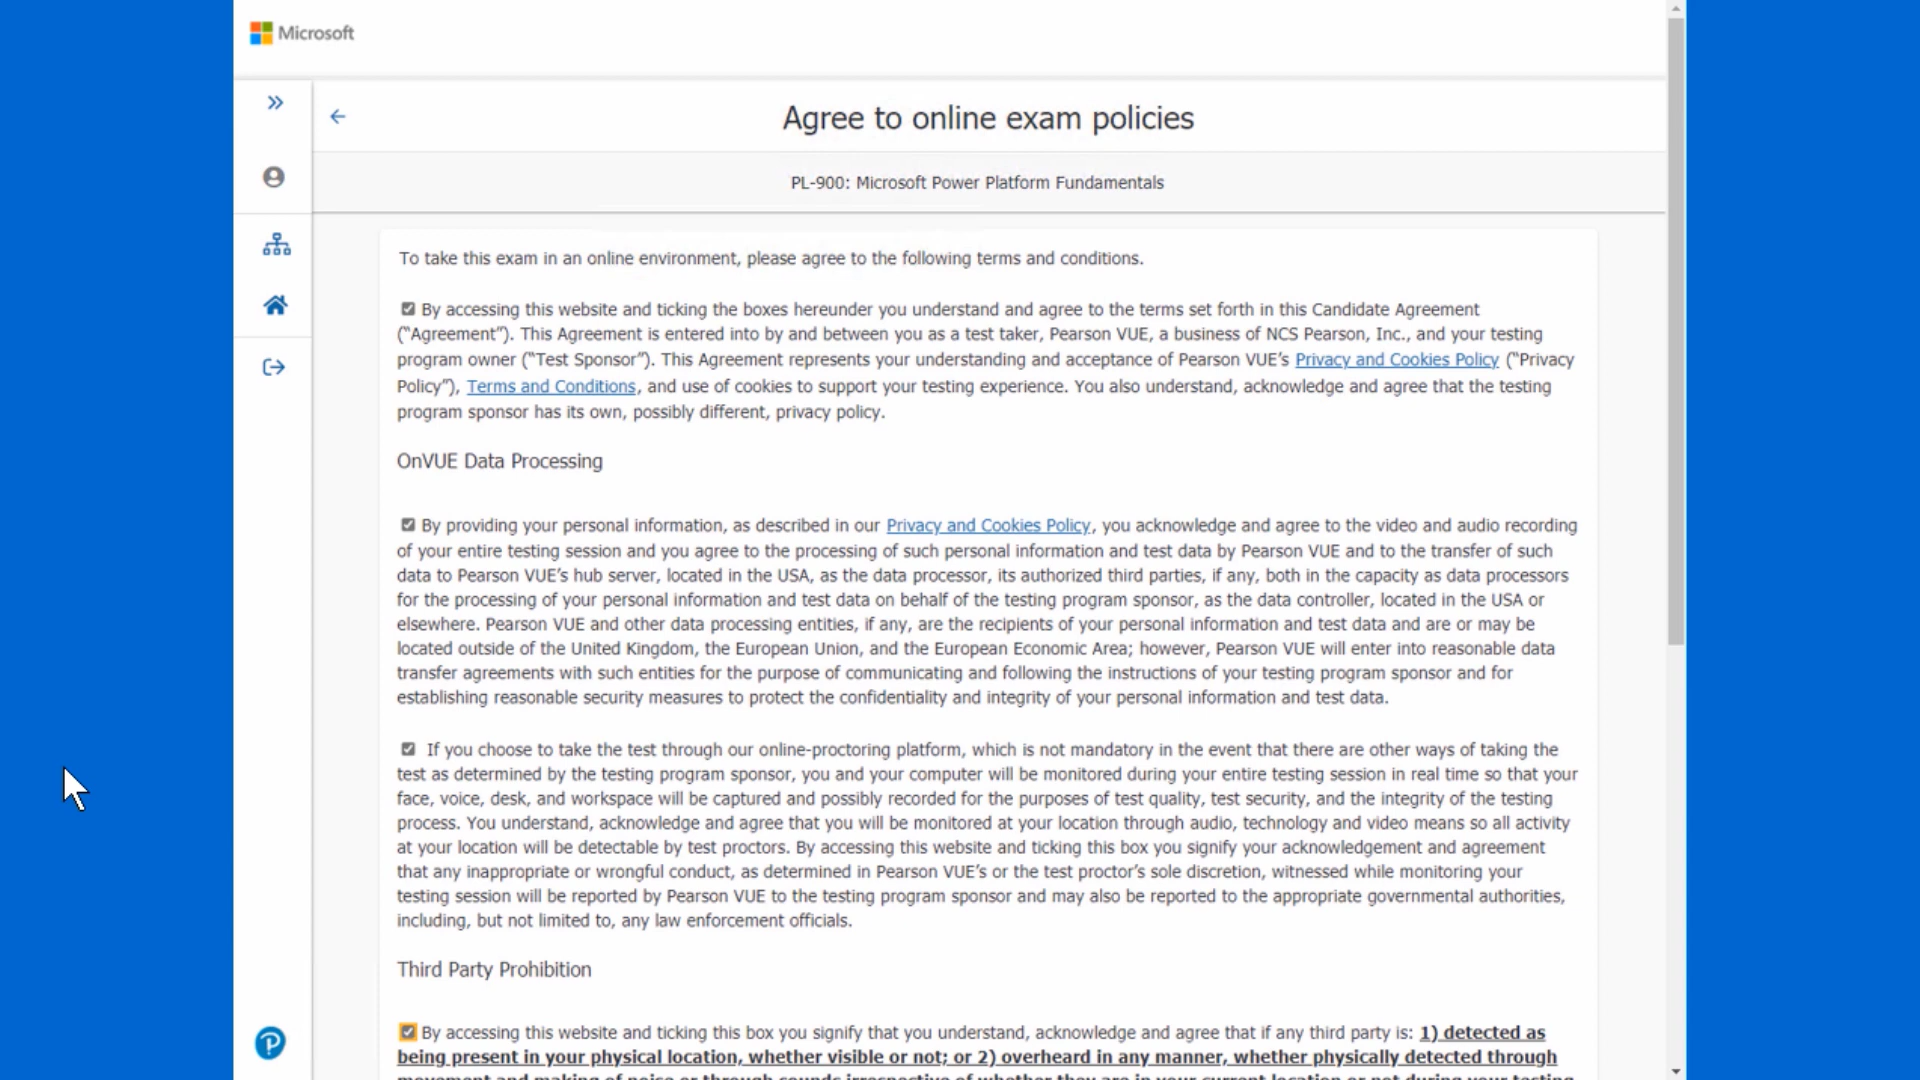 Microsoft
Agree to online exam policies
PL-900: Microsoft Power Platform Fundamentals
To take this exam in an online environment, please agree to the following terms and conditions.
By accessing this website and ticking the boxes hereunder you understand and agree to the terms set forth in this Candidate Agreement
(“Agreement”). This Agreement is entered into by and between you as a test taker, Pearson VUE, a business of NCS Pearson, Inc., and your testing
program owner (“Test Sponsor”). This Agreement represents your understanding and acceptance of Pearson VUE’s Privacy and Cookies Policy (“Privacy
Policy”), Terms and Conditions, and use of cookies to support your testing experience. You also understand, acknowledge and agree that the testing
program sponsor has its own, possibly different, privacy policy.
OnVUE Data Processing
By providing your personal information, as described in our Privacy and Cookies Policy, you acknowledge and agree to the video and audio recording
of your entire testing session and you agree to the processing of such personal information and test data by Pearson VUE and to the transfer of such
data to Pearson VUE’s hub server, located in the USA, as the data processor, its authorized third parties, if any, both in the capacity as data processors
for the processing of your personal information and test data on behalf of the testing program sponsor, as the data controller, located in the USA or
elsewhere. Pearson VUE and other data processing entities, if any, are the recipients of your personal information and test data and are or may be
located outside of the United Kingdom, the European Union, and the European Economic Area; however, Pearson VUE will enter into reasonable data
transfer agreements with such entities for the purpose of communicating and following the instructions of your testing program sponsor and for
establishing reasonable security measures to protect the confidentiality and integrity of your personal information and test data.
If you choose to take the test through our online-proctoring platform, which is not mandatory in the event that there are other ways of taking the
test as determined by the testing program sponsor, you and your computer will be monitored during your entire testing session in real time so that your
face, voice, desk, and workspace will be captured and possibly recorded for the purposes of test quality, test security, and the integrity of the testing
process. You understand, acknowledge and agree that you will be monitored at your location through audio, technology and video means so all activity
at your location will be detectable by test proctors. By accessing this website and ticking this box you signify your acknowledgement and agreement
that any inappropriate or wrongful conduct, as determined in Pearson VUE’s or the test proctor’s sole discretion, witnessed while monitoring your
testing session will be reported by Pearson VUE to the testing program sponsor and may also be reported to the appropriate governmental authorities,
including, but not limited to, any law enforcement officials.
Third Party Prohibition
By accessing this website and ticking this box you signify that you understand, acknowledge and agree that if any third party is: 1) detected as
being present in your physical location, whether visible or not; or 2) overheard in any manner, whether physically detected through
movement and making of noise or through sounds irrespective of whether they are in your current location or not during your testing